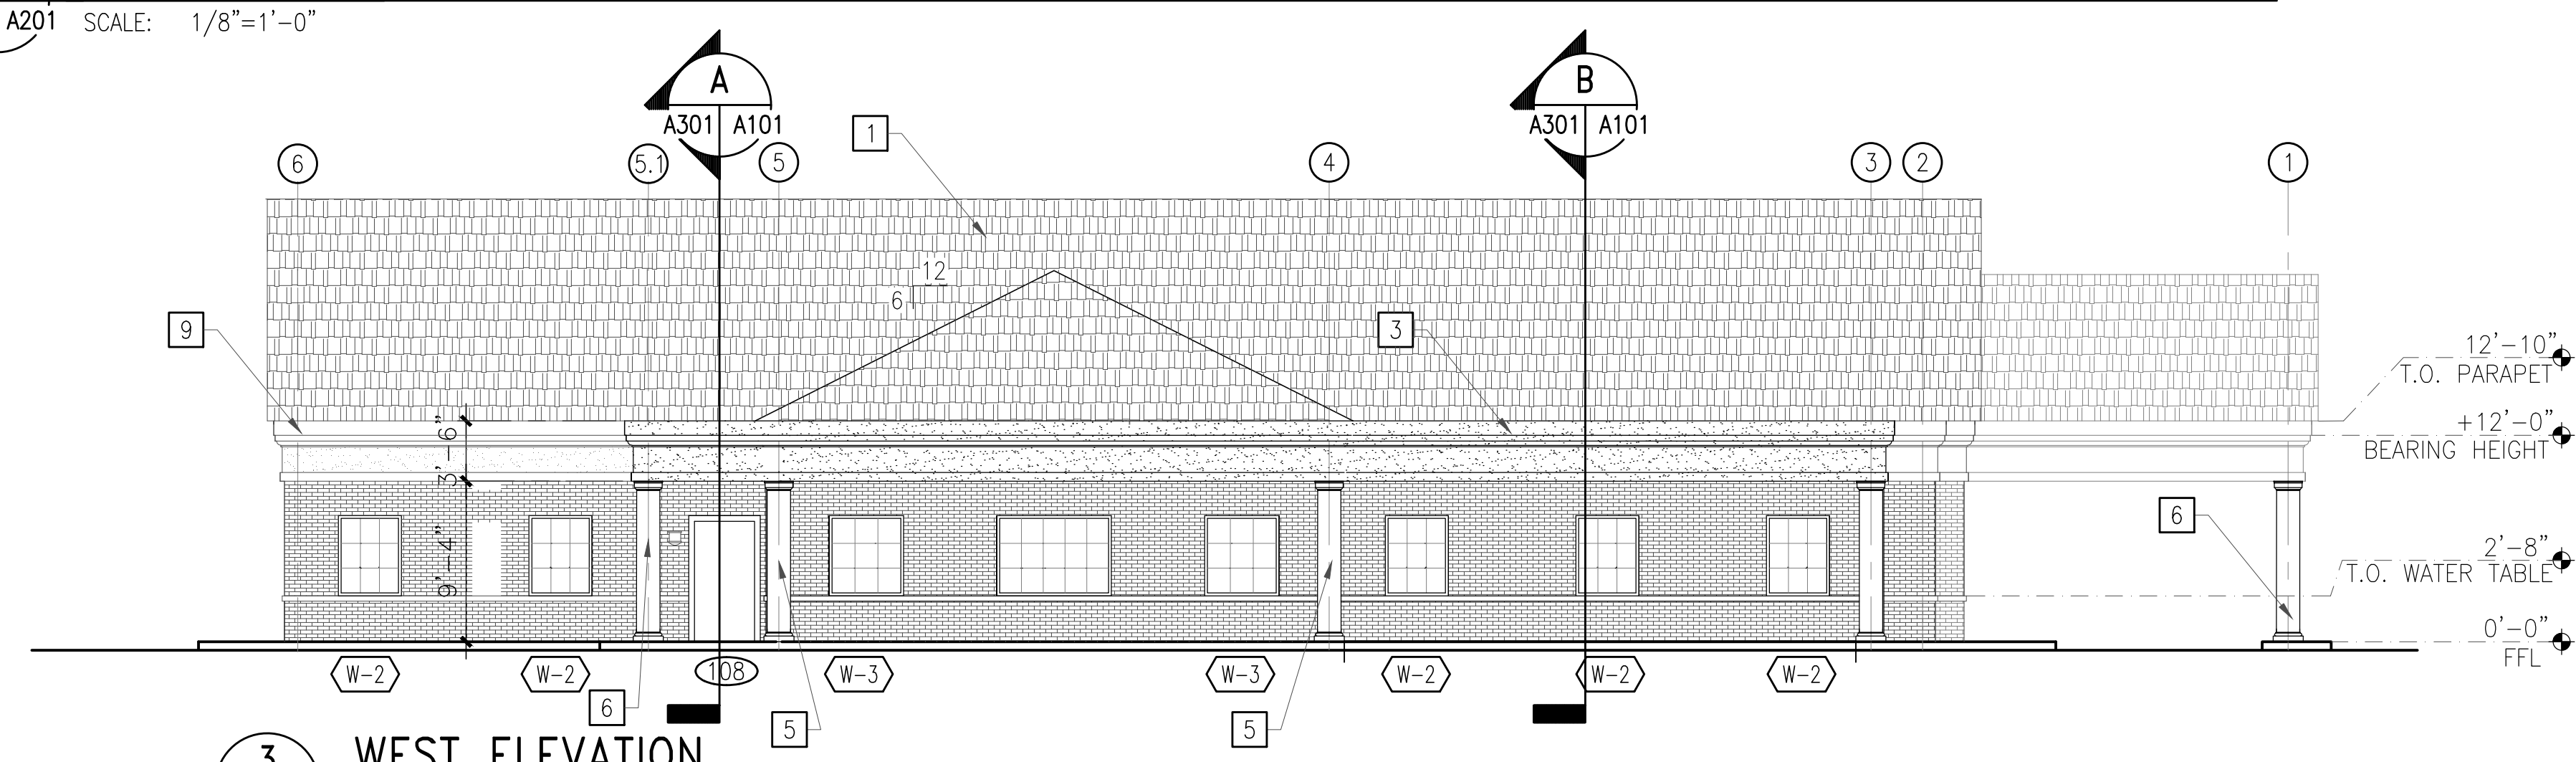 A201 SCALE: 1/8"=1'-0"
A
A301 A101
B
A301 A101
1
6
5.1
5
4
3
2
1
12
6
9
3
12'-10"
T.O. PARAPET
+12'-0"
BEARING HEIGHT
3'-6"
9'-4"
6
2'-8"
T.O. WATER TABLE
0'-0"
FFL
W-2
W-2
108
W-3
W-3
W-2
W-2
W-2
6
5
5
3
WEST ELEVATION